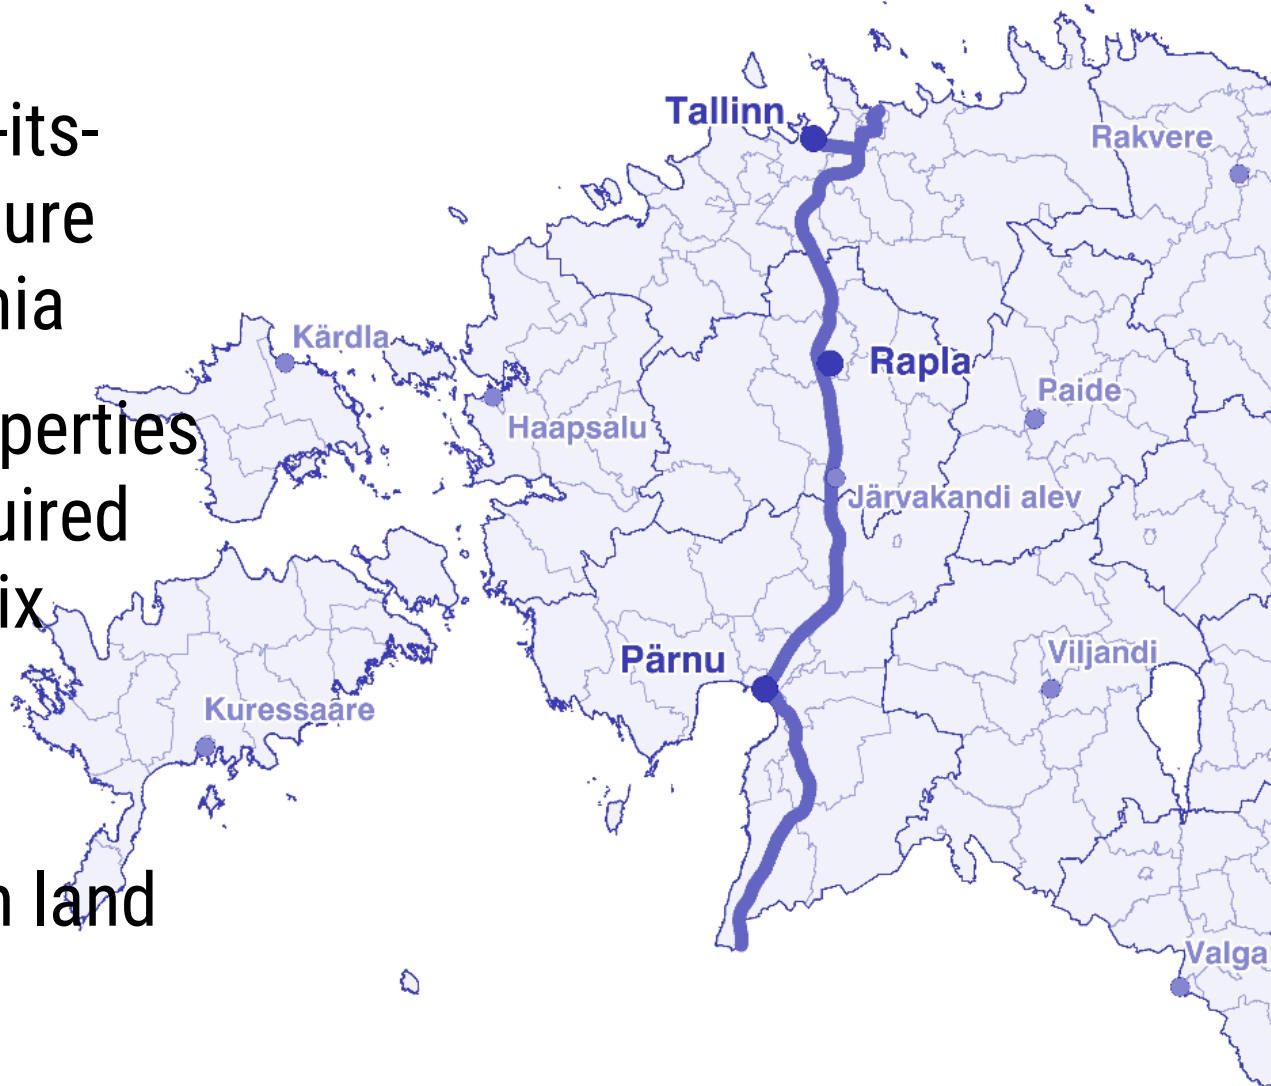 -its-
ure
nia
perties
uired
ix
n land
Tallinn
Rakvere
Kärdla
Rapla
Paide
Haapsalu
Järvakandi alev
Pärnu
Viljandi
Kuressaare
Valga